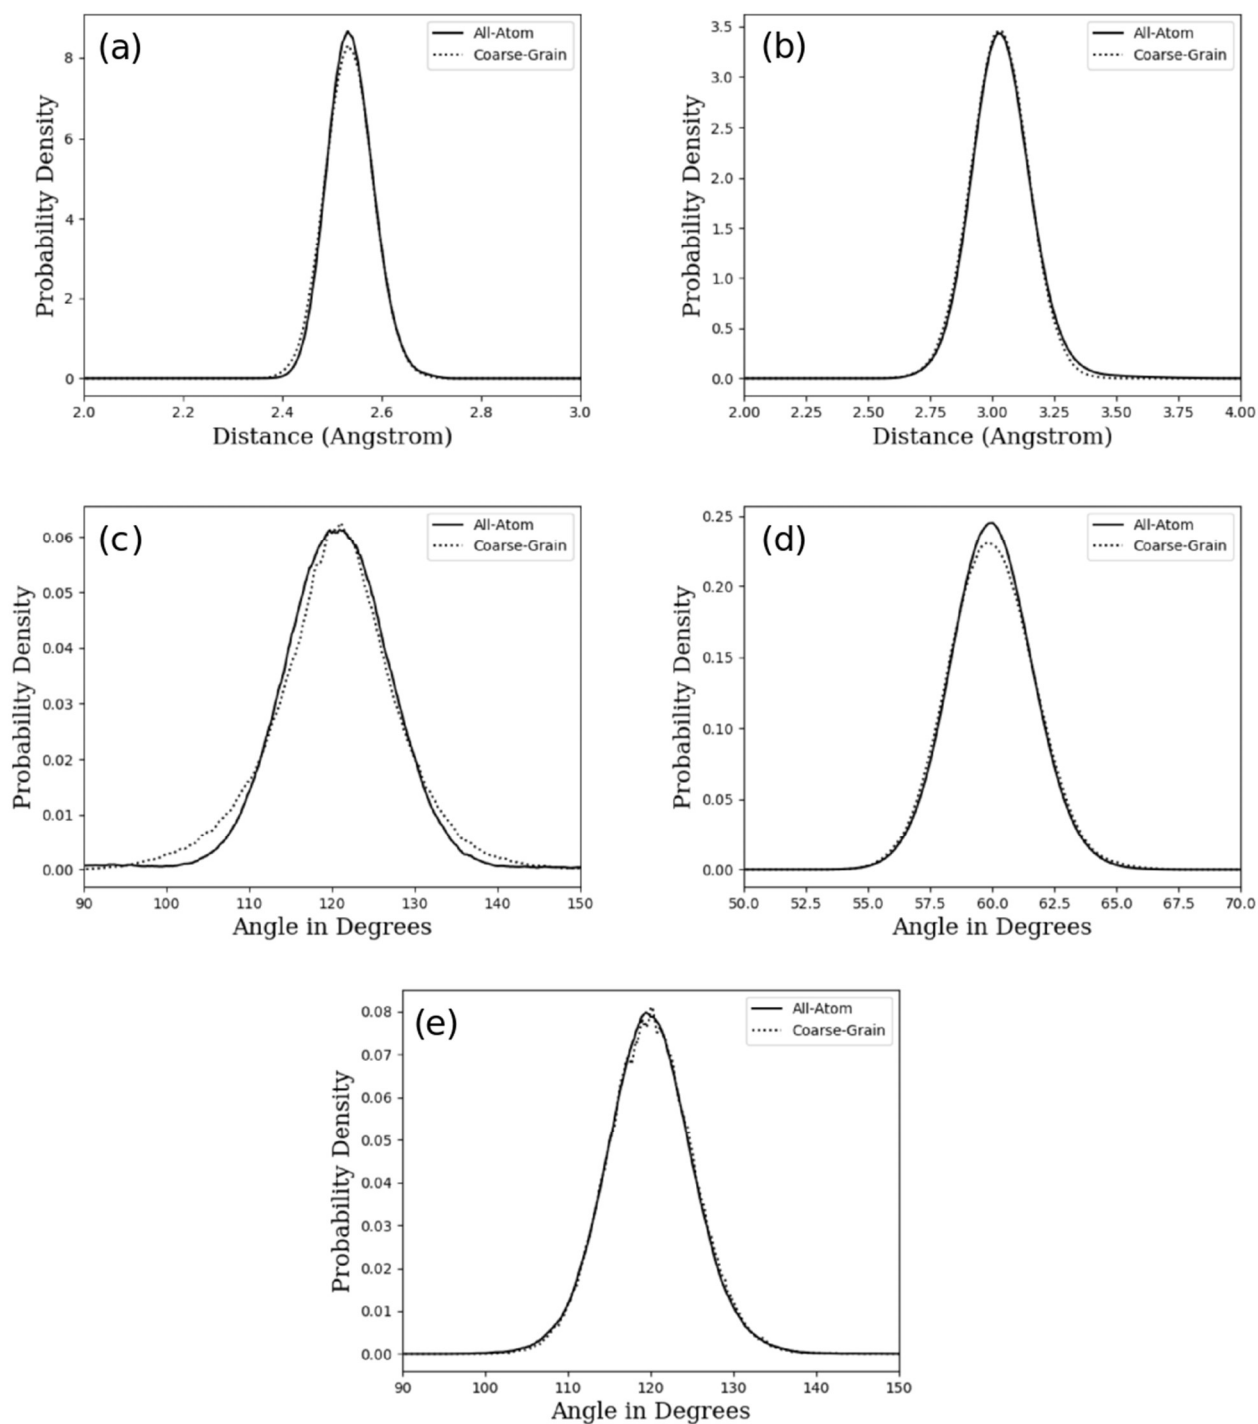 (a)
All-Atom
Coarse-Grain
8
6
4
2
0
Probability Density
2.0 2.2 2.4 2.6 2.8 3.0
Distance (Angstrom)
(b)
All-Atom
Coarse-Grain
3.5
3.0
2.5
2.0
1.5
1.0
0.5
0.0
Probability Density
2.00 2.25 2.50 2.75 3.00 3.25 3.50 3.75 4.00
Distance (Angstrom)
(c)
All-Atom
Coarse-Grain
0.06
0.05
0.04
0.03
0.02
0.01
0.00
Probability Density
90 100 110 120 130 140 150
Angle in Degrees
(d)
All-Atom
Coarse-Grain
0.25
0.20
0.15
0.10
0.05
0.00
Probability Density
50.0 52.5 55.0 57.5 60.0 62.5 65.0 67.5 70.0
Angle in Degrees
(e)
All-Atom
Coarse-Grain
0.08
0.07
0.06
0.05
0.04
0.03
0.02
0.01
0.00
Probability Density
90 100 110 120 130 140 150
Angle in Degrees